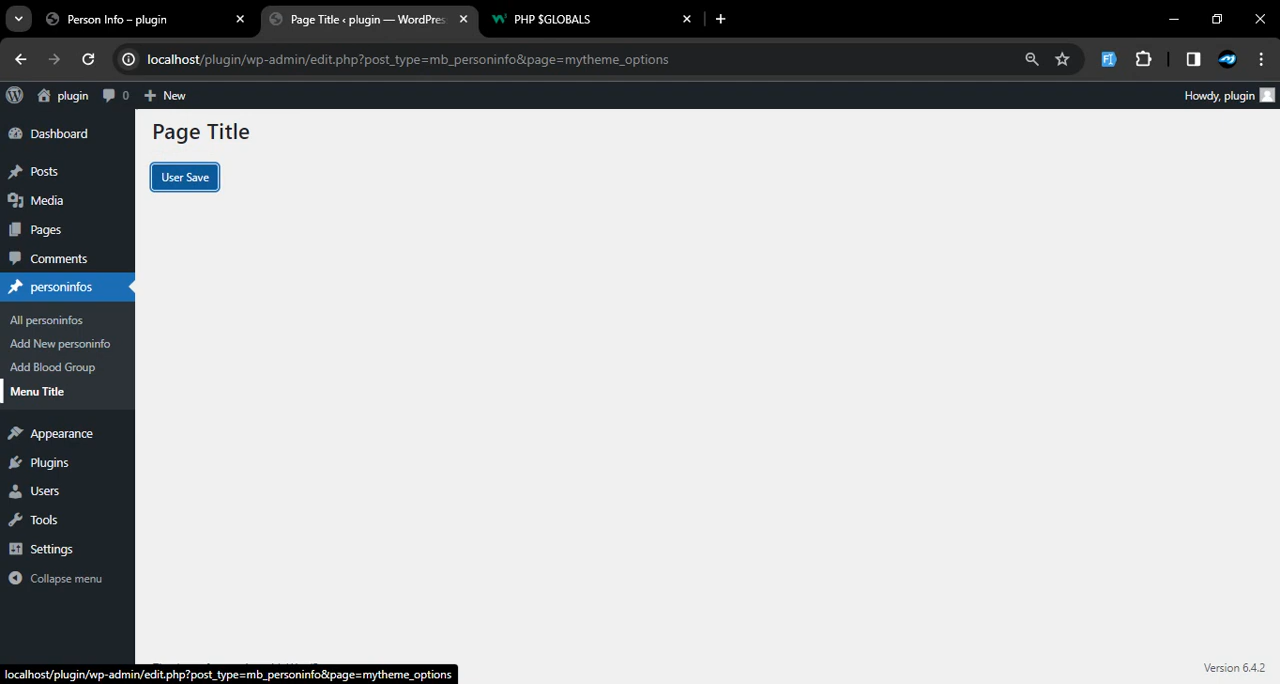 Person Info – plugin
Page Title ‹ plugin — WordPres
PHP $GLOBALS
localhost/plugin/wp-admin/edit.php?post_type=mb_personinfo&page=mytheme_options
plugin
0
New
Howdy, plugin
Dashboard
Posts
Media
Pages
Comments
personinfos
All personinfos
Add New personinfo
Add Blood Group
Menu Title
Appearance
Plugins
Users
Tools
Settings
Collapse menu
Page Title
User Save
Version 6.4.2
localhost/plugin/wp-admin/edit.php?post_type=mb_personinfo&page=mytheme_options